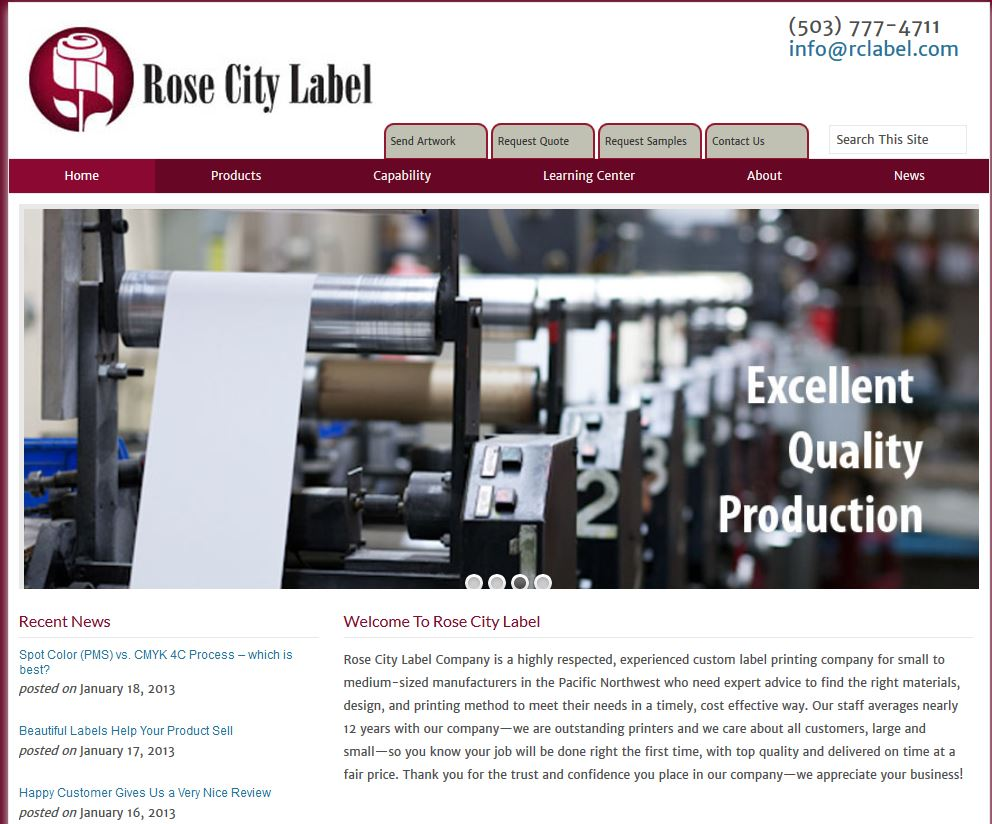 (503) 777-4711
info@rclabel.com
Rose City Label
Send Artwork
Request Quote
Request Samples
Contact Us
Search This Site
Home
Products
Capability
Learning Center
About
News
Excellent
Quality
Production
2
3
Recent News
Spot Color (PMS) vs. CMYK 4C Process – which is
best?
posted on January 18, 2013
Beautiful Labels Help Your Product Sell
posted on January 17, 2013
Happy Customer Gives Us a Very Nice Review
posted on January 16, 2013
Welcome To Rose City Label
Rose City Label Company is a highly respected, experienced custom label printing company for small to
medium-sized manufacturers in the Pacific Northwest who need expert advice to find the right materials,
design, and printing method to meet their needs in a timely, cost effective way. Our staff averages nearly
12 years with our company—we are outstanding printers and we care about all customers, large and
small—so you know your job will be done right the first time, with top quality and delivered on time at a
fair price. Thank you for the trust and confidence you place in our company—we appreciate your business!